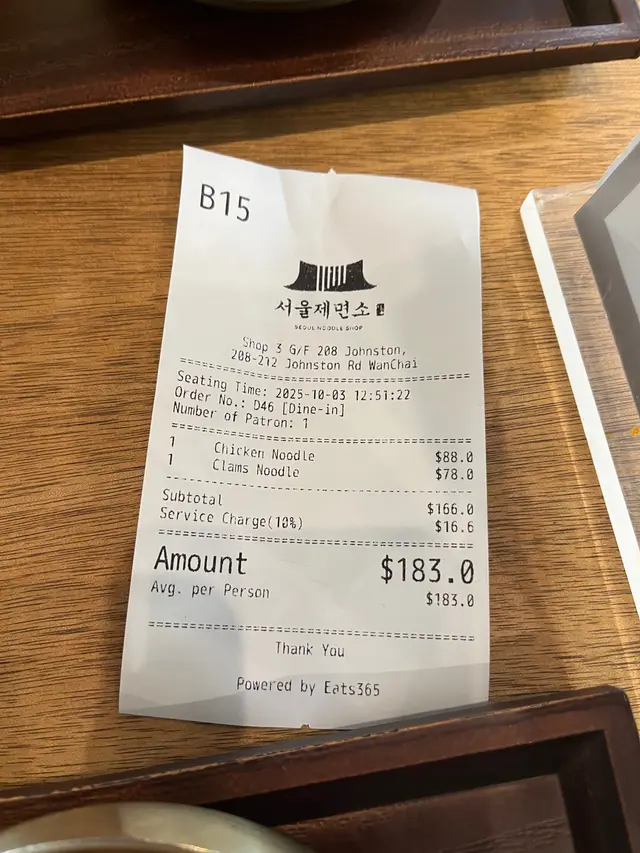 B15
서울제면소
SEOUL NOODLE SHOP
Shop 3 G/F 208 Johnston,
208-212 Johnston Rd WanChai
Seating Time: 2025-10-03 12:51:22
Order No.: D46 [Dine-in]
Number of Patron: 1
1 Chicken Noodle $88.0
1 Clams Noodle $78.0
Subtotal $166.0
Service Charge(10%) $16.6
Amount $183.0
Avg. per Person $183.0
Thank You
Powered by Eats365